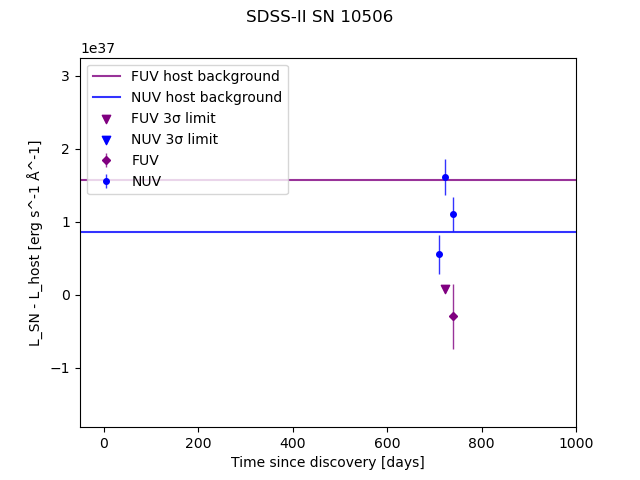 SDSS-II SN 10506
1e37
FUV host background
NUV host background
FUV 3σ limit
NUV 3σ limit
FUV
NUV
3
2
1
0
−1
L_SN - L_host [erg s^-1 Å^-1]
0 200 400 600 800 1000
Time since discovery [days]